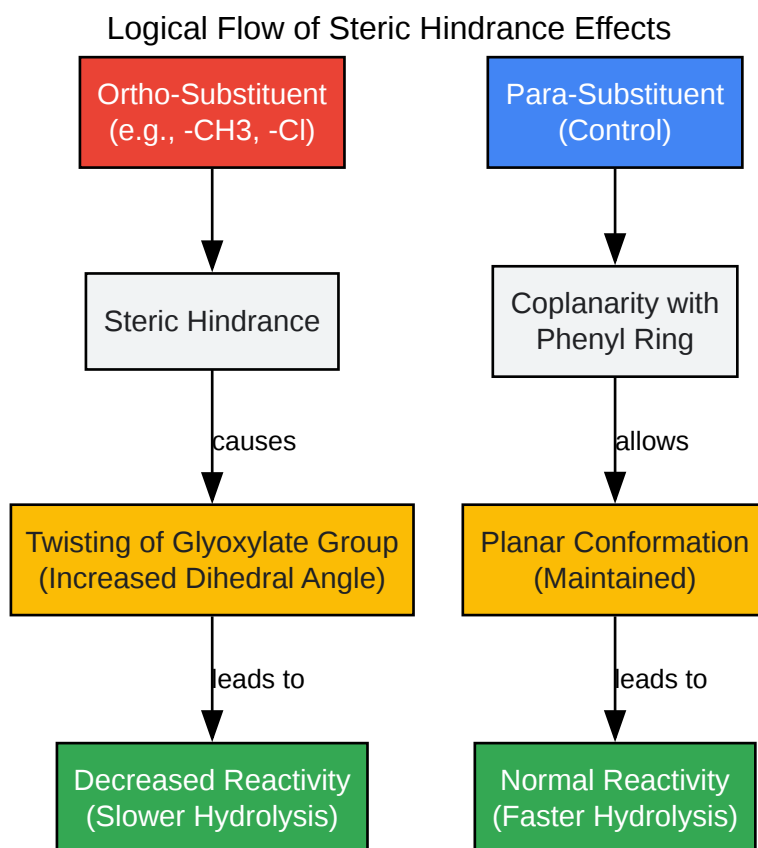 Logical Flow of Steric Hindrance Effects
Ortho-Substituent
(e.g., -CH3, -Cl)
Steric Hindrance
causes
Twisting of Glyoxylate Group
(Increased Dihedral Angle)
leads to
Decreased Reactivity
(Slower Hydrolysis)
Para-Substituent
(Control)
Coplanarity with
Phenyl Ring
allows
Planar Conformation
(Maintained)
leads to
Normal Reactivity
(Faster Hydrolysis)